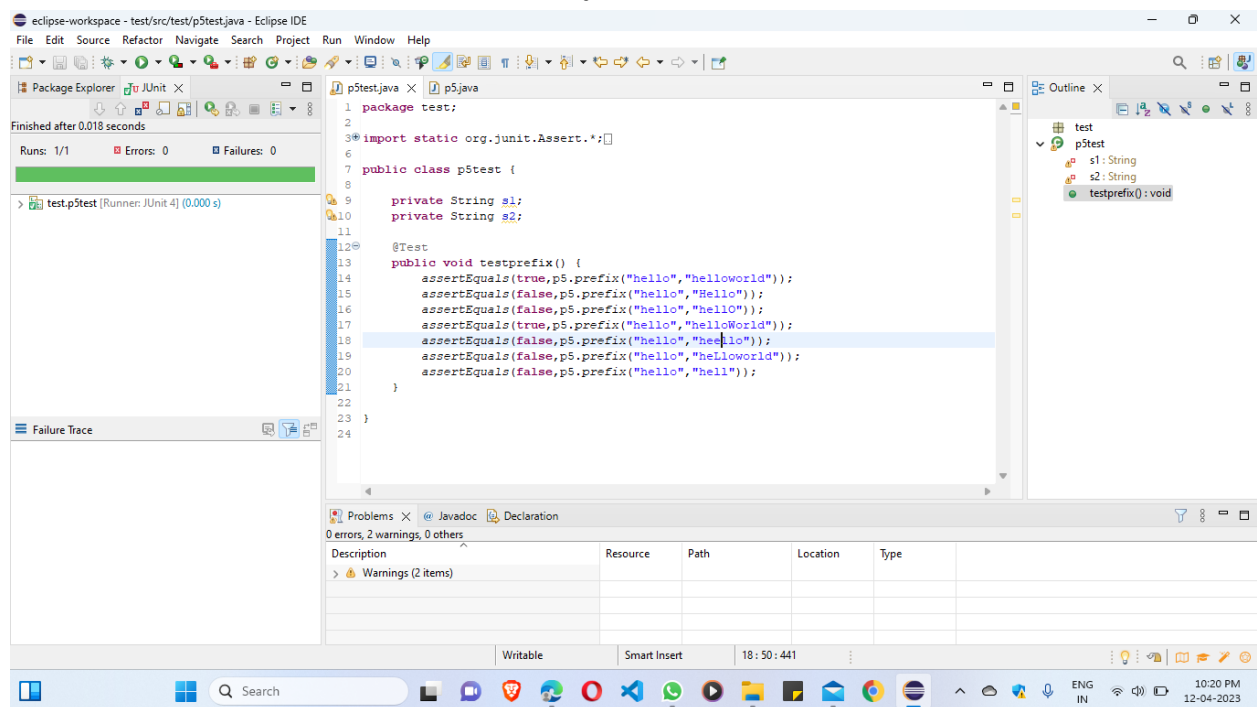 eclipse-workspace - test/src/test/p5test.java - Eclipse IDE
File Edit Source Refactor Navigate Search Project Run Window Help
Package Explorer JUnit
Finished after 0.018 seconds
Runs: 1/1 Errors: 0 Failures: 0
test.p5test [Runner: JUnit 4] (0.000 s)
Failure Trace
p5test.java p5.java
1 package test;
2
3 import static org.junit.Assert.*;
6
7 public class p5test {
8
9 private String s1;
10 private String s2;
11
12 @Test
13 public void testprefix() {
14 assertEquals(true,p5.prefix("hello","helloworld"));
15 assertEquals(false,p5.prefix("hello","Hello"));
16 assertEquals(false,p5.prefix("hello","hellO"));
17 assertEquals(true,p5.prefix("hello","helloWorld"));
18 assertEquals(false,p5.prefix("hello","heello"));
19 assertEquals(false,p5.prefix("hello","heLloworld"));
20 assertEquals(false,p5.prefix("hello","hell"));
21 }
22
23 }
24
Outline
test
p5test
s1 : String
s2 : String
testprefix() : void
Problems @ Javadoc Declaration
0 errors, 2 warnings, 0 others
Description Resource Path Location Type
Warnings (2 items)
Writable Smart Insert 18 : 50 : 441
Search
ENG
IN
10:20 PM
12-04-2023